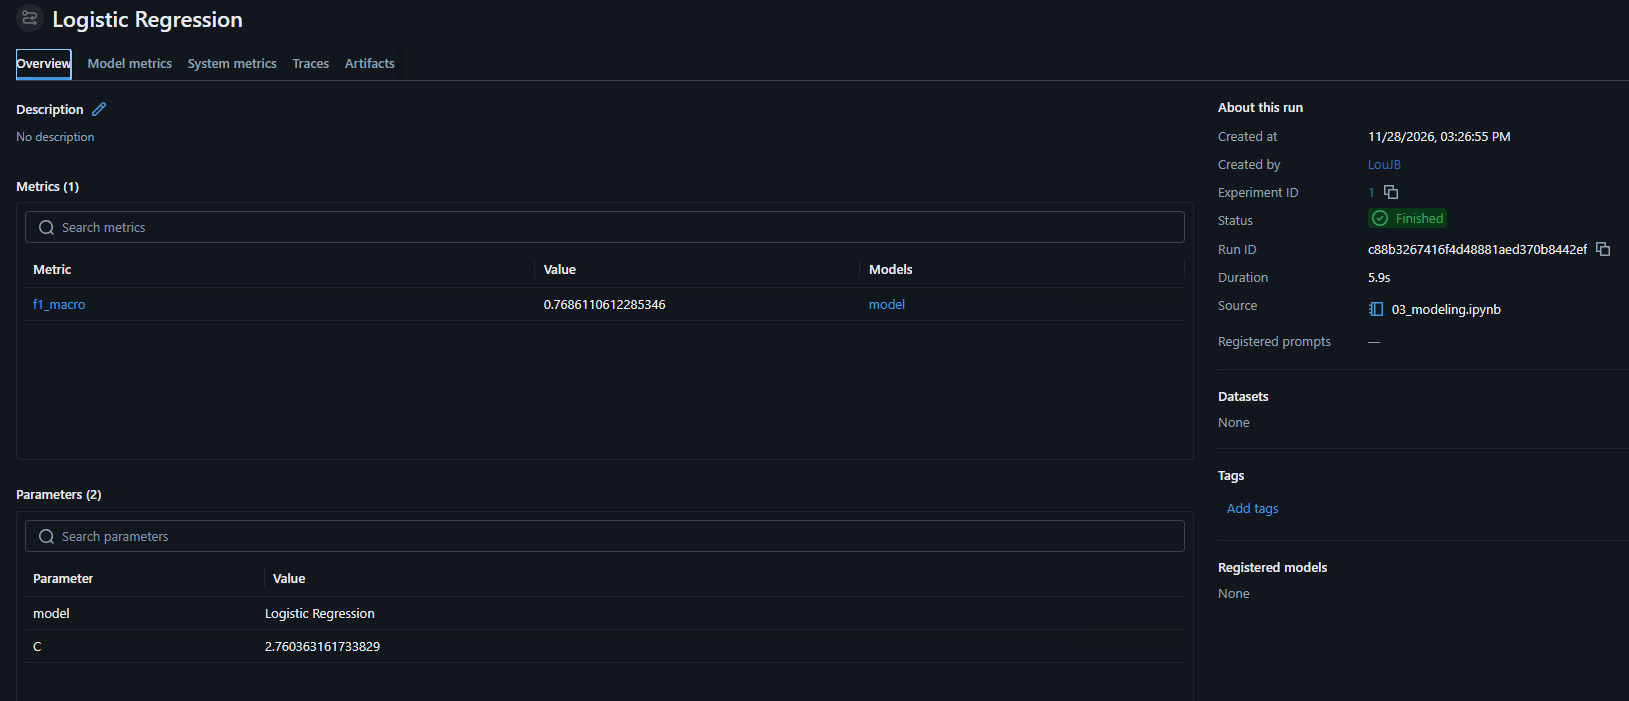 Logistic Regression
Overview Model metrics System metrics Traces Artifacts
Description
No description
Metrics (1)
Search metrics
Metric Value Models
f1_macro 0.7686110612285346 model
Parameters (2)
Search parameters
Parameter Value
model Logistic Regression
C 2.760363161733829
About this run
Created at 11/28/2026, 03:26:55 PM
Created by LouJB
Experiment ID 1
Status Finished
Run ID c88b3267416f4d48881aed370b8442ef
Duration 5.9s
Source 03_modeling.ipynb
Registered prompts —
Datasets
None
Tags
Add tags
Registered models
None